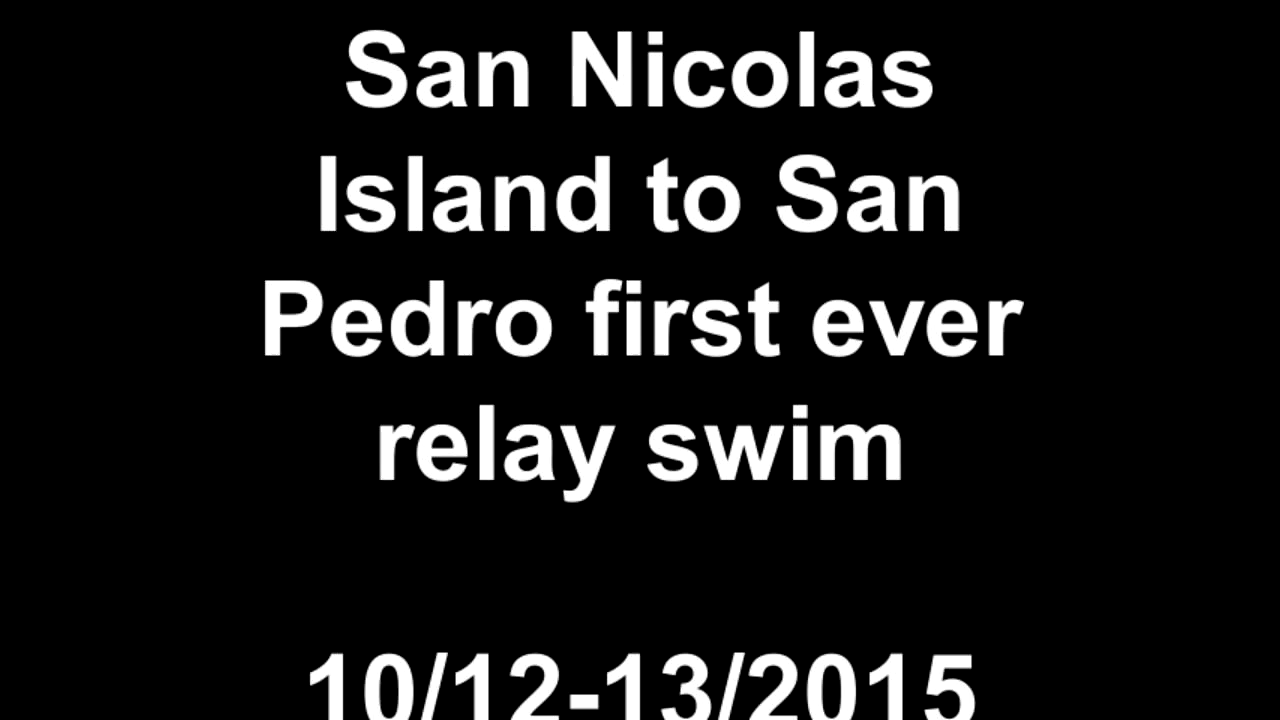 San Nicolas
Island to San
Pedro first ever
relay swim
10/12-13/2015